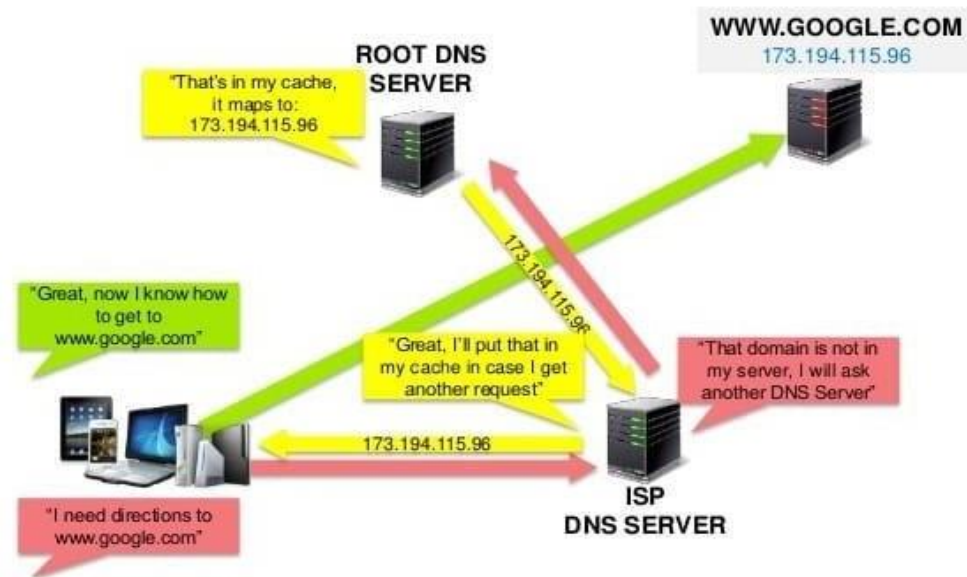 WWW.GOOGLE.COM
173.194.115.96
ROOT DNS
SERVER
"That's in my cache,
it maps to:
173.194.115.96
173.194.115.96
"Great, now I know how
to get to
www.google.com"
"Great, I'll put that in
my cache in case I get
another request"
"That domain is not in
my server, I will ask
another DNS Server"
173.194.115.96
ISP
DNS SERVER
"I need directions to
www.google.com"